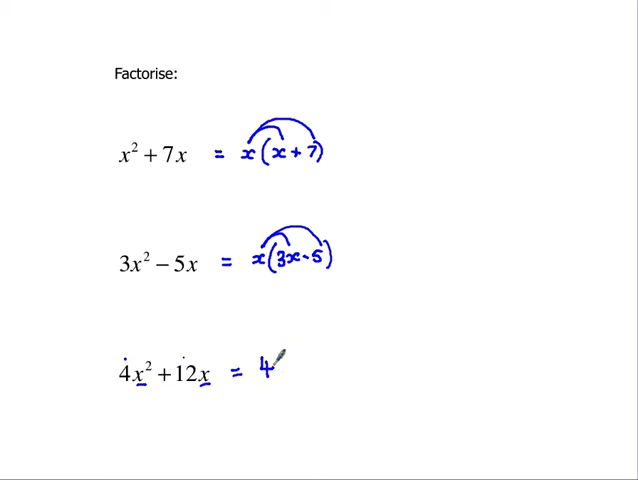 Factorise:
x² + 7x = x(x + 7)
3x² − 5x = x(3x - 5)
4x² + 12x = 4